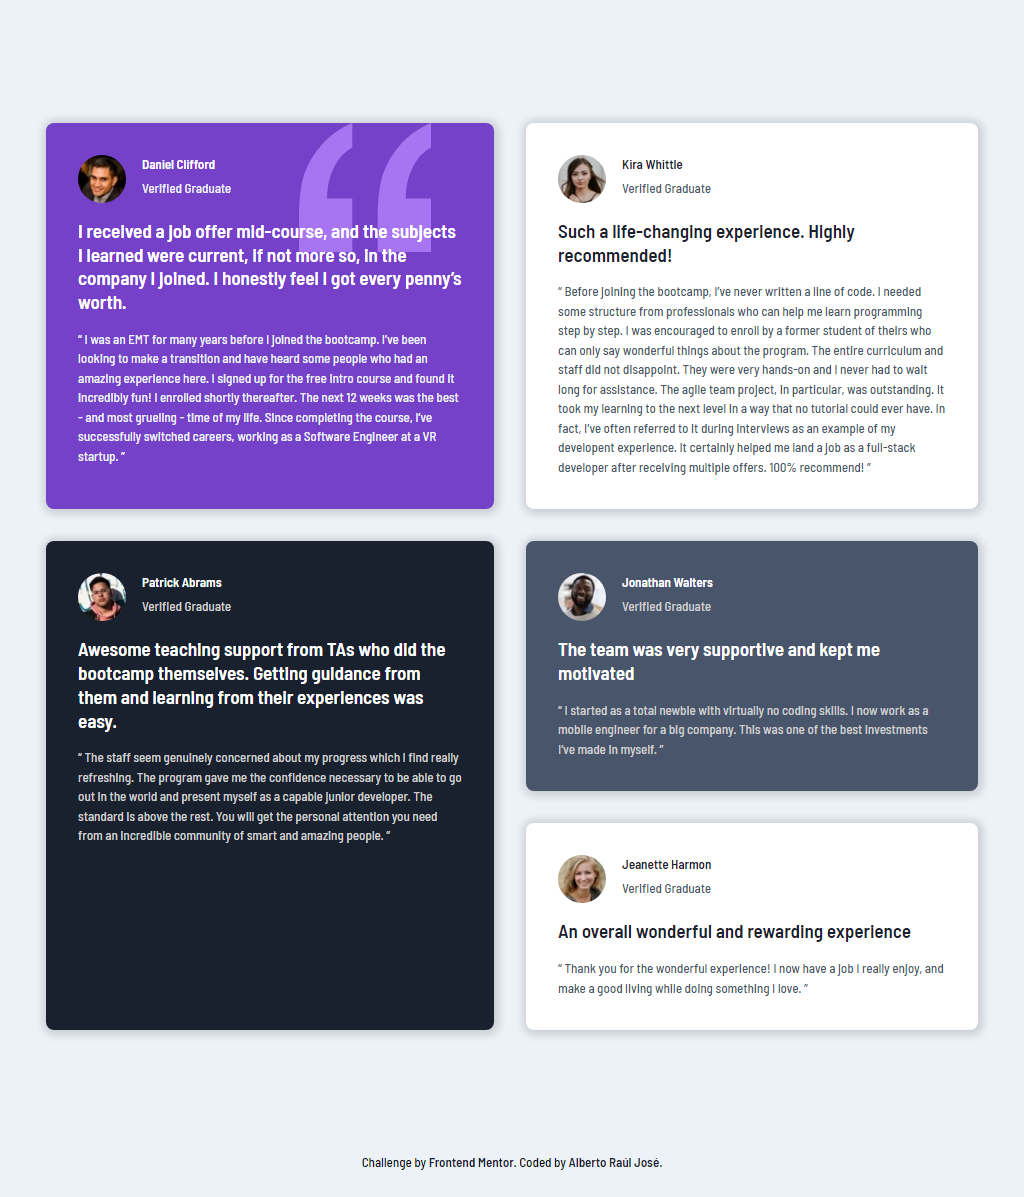 Daniel Clifford
Verified Graduate
I received a job offer mid-course, and the subjects
I learned were current, if not more so, in the
company I joined. I honestly feel I got every penny’s
worth.
“ I was an EMT for many years before I joined the bootcamp. I’ve been
looking to make a transition and have heard some people who had an
amazing experience here. I signed up for the free intro course and found it
incredibly fun! I enrolled shortly thereafter. The next 12 weeks was the best
- and most grueling - time of my life. Since completing the course, I’ve
successfully switched careers, working as a Software Engineer at a VR
startup. ”
Kira Whittle
Verified Graduate
Such a life-changing experience. Highly
recommended!
“ Before joining the bootcamp, I’ve never written a line of code. I needed
some structure from professionals who can help me learn programming
step by step. I was encouraged to enroll by a former student of theirs who
can only say wonderful things about the program. The entire curriculum and
staff did not disappoint. They were very hands-on and I never had to wait
long for assistance. The agile team project, in particular, was outstanding. It
took my learning to the next level in a way that no tutorial could ever have. In
fact, I’ve often referred to it during interviews as an example of my
developent experience. It certainly helped me land a job as a full-stack
developer after receiving multiple offers. 100% recommend! ”
Patrick Abrams
Verified Graduate
Awesome teaching support from TAs who did the
bootcamp themselves. Getting guidance from
them and learning from their experiences was
easy.
“ The staff seem genuinely concerned about my progress which I find really
refreshing. The program gave me the confidence necessary to be able to go
out in the world and present myself as a capable junior developer. The
standard is above the rest. You will get the personal attention you need
from an incredible community of smart and amazing people. ”
Jonathan Walters
Verified Graduate
The team was very supportive and kept me
motivated
“ I started as a total newbie with virtually no coding skills. I now work as a
mobile engineer for a big company. This was one of the best investments
I’ve made in myself. ”
Jeanette Harmon
Verified Graduate
An overall wonderful and rewarding experience
“ Thank you for the wonderful experience! I now have a job I really enjoy, and
make a good living while doing something I love. ”
Challenge by Frontend Mentor. Coded by Alberto Raúl José.